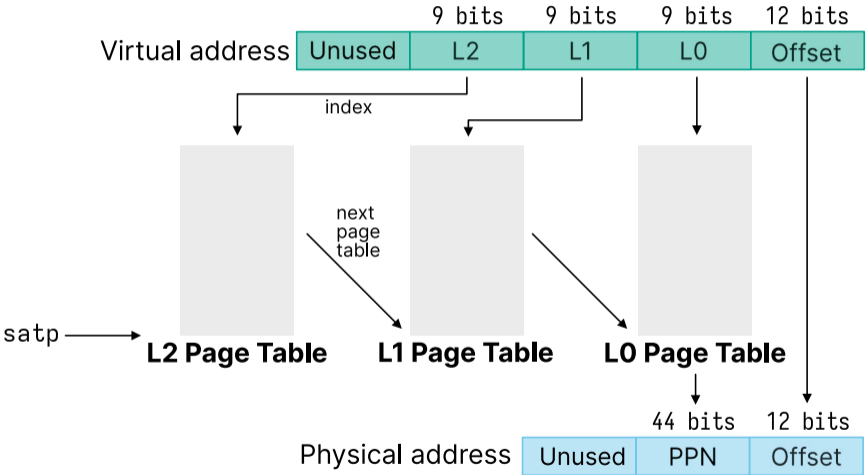 9 bits 9 bits 9 bits 12 bits
Virtual address Unused L2 L1 L0 Offset
index
next
page
table
satp
L2 Page Table L1 Page Table L0 Page Table
44 bits 12 bits
Physical address Unused PPN Offset